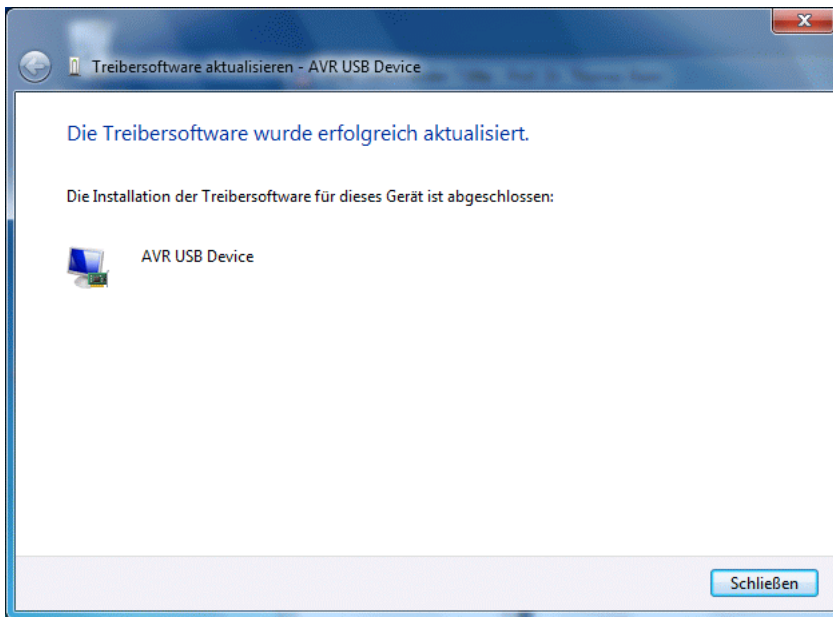 Treibersoftware aktualisieren - AVR USB Device
Die Treibersoftware wurde erfolgreich aktualisiert.
Die Installation der Treibersoftware für dieses Gerät ist abgeschlossen:
AVR USB Device
Schließen